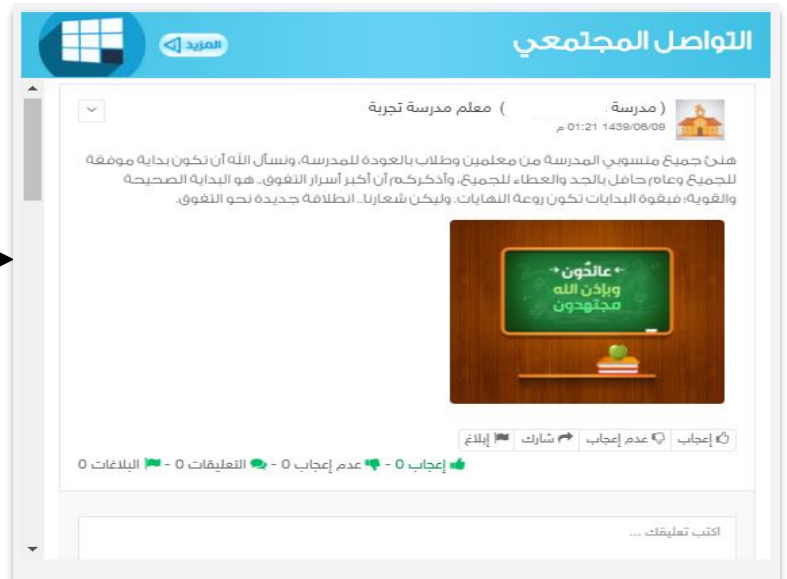 التواصل المجتمعي
المزيد
( مدرسة . ) معلم مدرسة تجربة
1439/06/09 01:21 م
هنئ جميع منسوبي المدرسة من معلمين وطلاب بالعودة للمدرسة، ونسأل الله أن تكون بداية موفقة
للجميع وعام حافل بالجد والعطاء للجميع، وأذكركم أن أكبر أسرار التفوق.. هو البداية الصحيحة
والقوية؛ فبقوة البدايات تكون روعة النهايات. وليكن شعارنا.. انطلاقة جديدة نحو التفوق.
عائدون
وبإذن الله
مجتهدون
إعجاب عدم إعجاب شارك إبلاغ
إعجاب 0 - عدم إعجاب 0 - التعليقات 0 - البلاغات 0
اكتب تعليقك ...